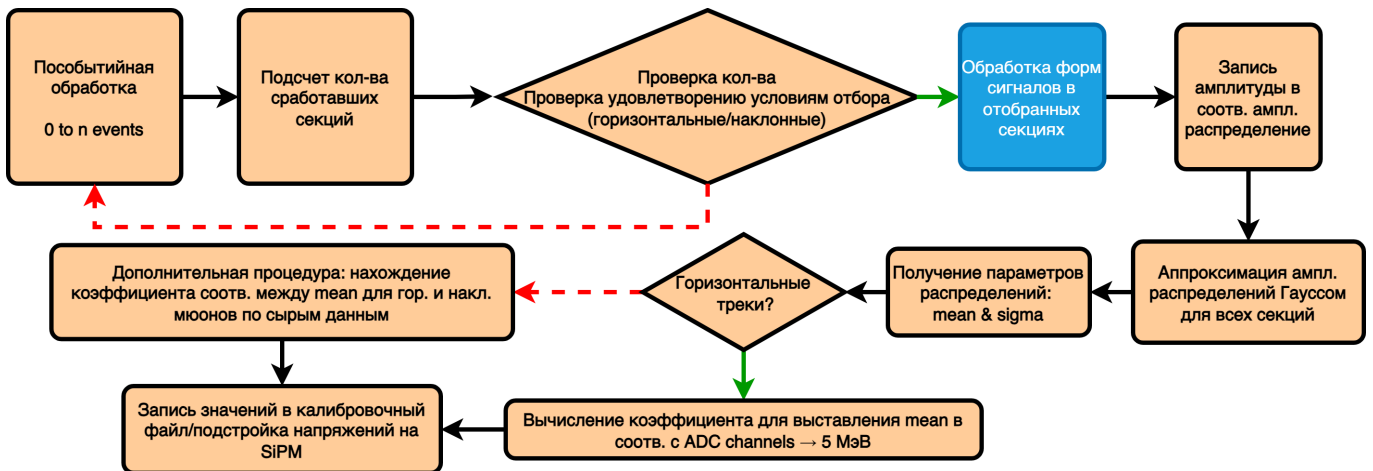 Пособытийная
обработка
0 to n events
Подсчет кол-ва
сработавших
секций
Проверка кол-ва
Проверка удовлетворению условиям отбора
(горизонтальные/наклонные)
Обработка форм
сигналов в
отобранных
секциях
Запись
амплитуды в
соотв. ампл.
распределение
Аппроксимация ампл.
распределений Гауссом
для всех секций
Получение параметров
распределений:
mean & sigma
Горизонтальные
треки?
Дополнительная процедура: нахождение
коэффициента соотв. между mean для гор. и накл.
мюонов по сырым данным
Вычисление коэффициента для выставления mean в
соотв. с ADC channels → 5 МэВ
Запись значений в калибровочный
файл/подстройка напряжений на
SiPM